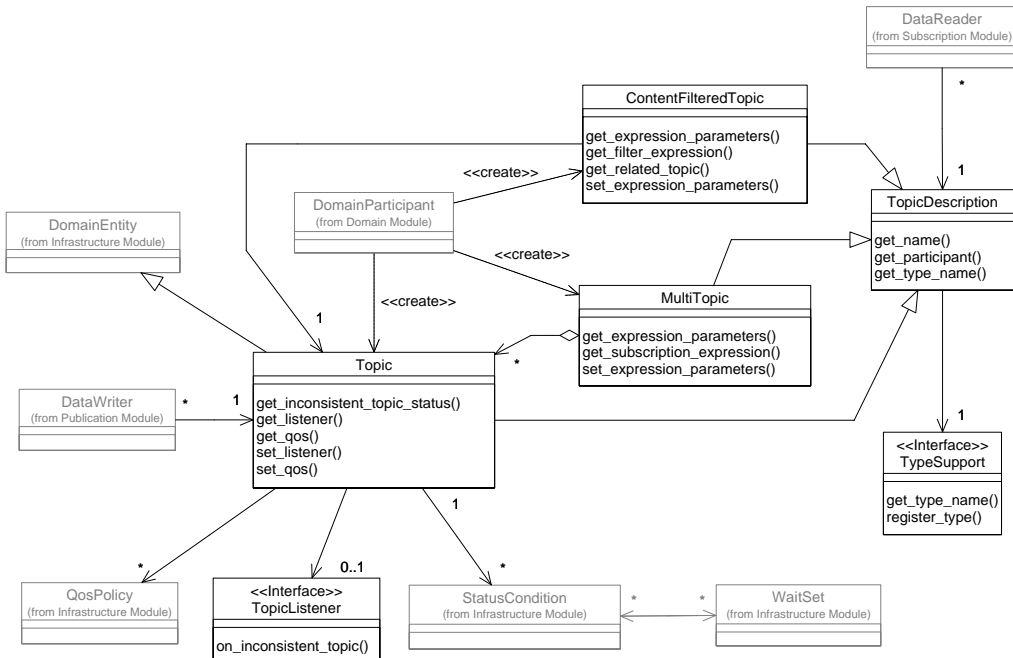 DataReader
(from Subscription Module)
*
1
ContentFilteredTopic
get_expression_parameters()
get_filter_expression()
get_related_topic()
set_expression_parameters()
<<create>>
DomainParticipant
(from Domain Module)
TopicDescription
get_name()
get_participant()
get_type_name()
DomainEntity
(from Infrastructure Module)
<<create>>
<<create>>
MultiTopic
get_expression_parameters()
get_subscription_expression()
set_expression_parameters()
1
*
Topic
get_inconsistent_topic_status()
get_listener()
get_qos()
set_listener()
set_qos()
DataWriter
(from Publication Module)
*
1
1
<<Interface>>
TypeSupport
get_type_name()
register_type()
1
*
0..1
*
QosPolicy
(from Infrastructure Module)
<<Interface>>
TopicListener
on_inconsistent_topic()
StatusCondition
(from Infrastructure Module)
*
*
WaitSet
(from Infrastructure Module)